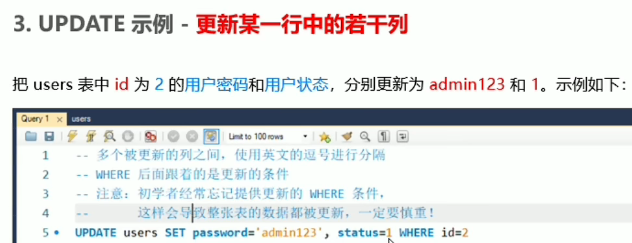 3. UPDATE 示例 - 更新某一行中的若干列
把 users 表中 id 为 2 的用户密码和用户状态，分别更新为 admin123 和 1。示例如下：
Query 1 users
Limit to 100 rows
1 -- 多个被更新的列之间，使用英文的逗号进行分隔
2 -- WHERE 后面跟着的是更新的条件
3 -- 注意：初学者经常忘记提供更新的 WHERE 条件，
4 -- 这样会导致整张表的数据都被更新，一定要慎重！
5 UPDATE users SET password='admin123', status=1 WHERE id=2